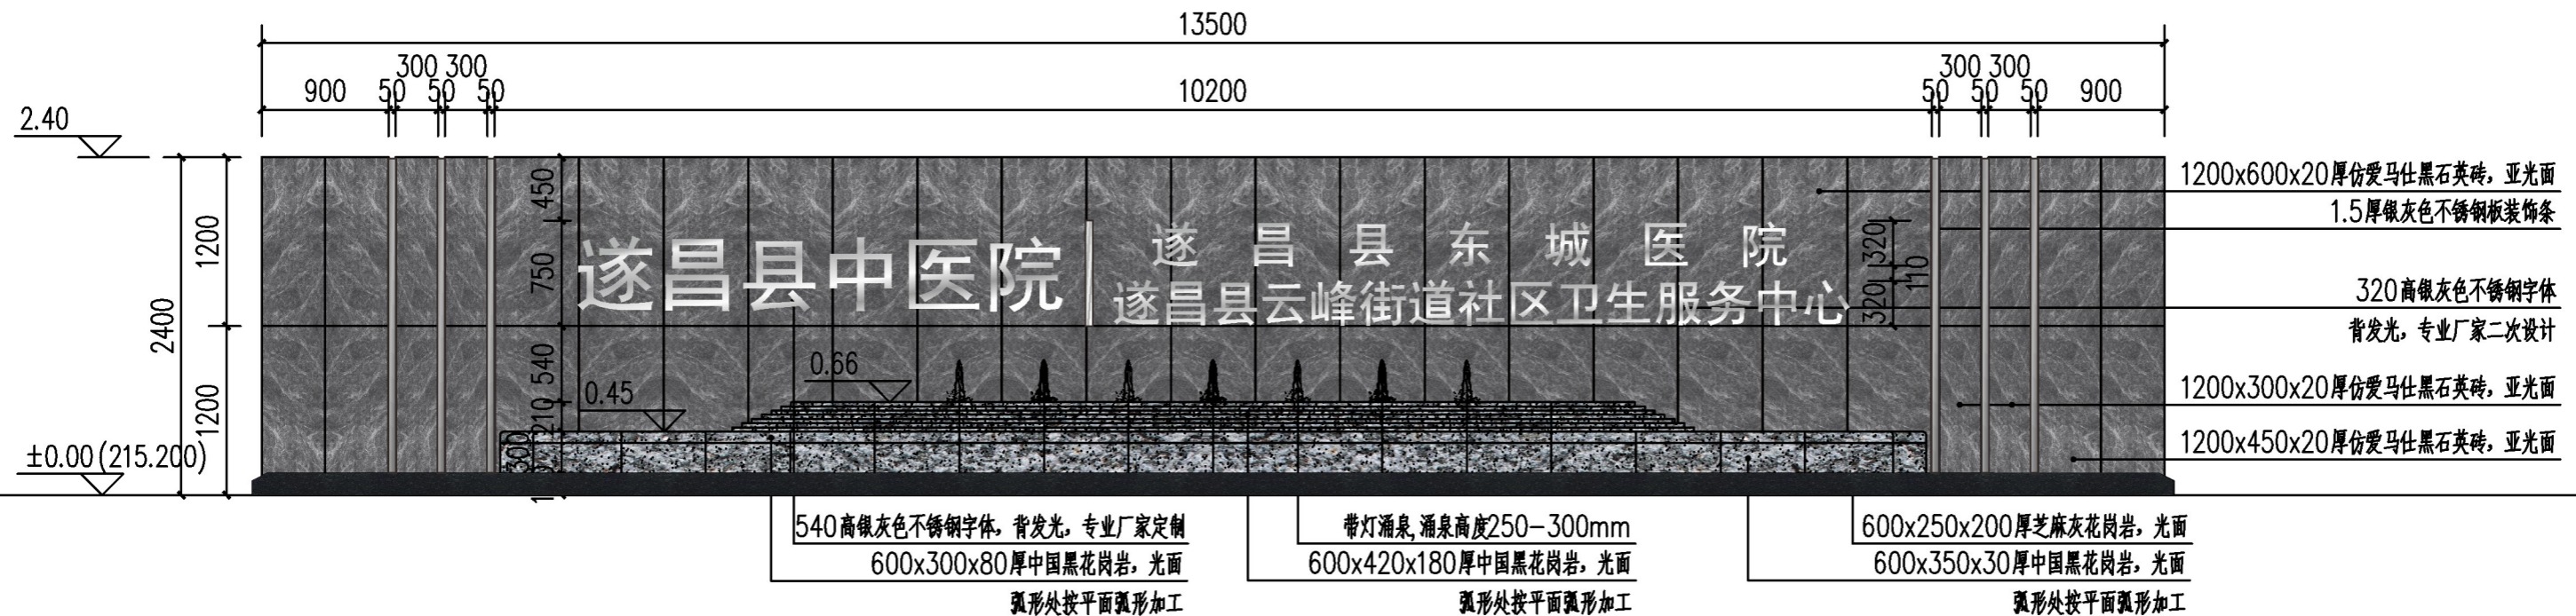 13500
300 300
300 300
900
50
50
50
10200
50
50
50
900
2.40
450
1200x600x20厚仿爱马仕黑石英砖，亚光面
1.5厚银灰色不锈钢板装饰条
1200
750
2400
遂昌县中医院
遂昌县东城医院
遂昌县云峰街道社区卫生服务中心
320
110
320
320高银灰色不锈钢字体
背发光，专业厂家二次设计
540
0.66
0.45
210
1200
300
1200x300x20厚仿爱马仕黑石英砖，亚光面
1200x450x20厚仿爱马仕黑石英砖，亚光面
±0.00(215.200)
540高银灰色不锈钢字体，背发光，专业厂家定制
600x300x80厚中国黑花岗岩，光面
弧形处按平面弧形加工
带灯涌泉,涌泉高度250-300mm
600x420x180厚中国黑花岗岩，光面
弧形处按平面弧形加工
600x250x200厚芝麻灰花岗岩，光面
600x350x30厚中国黑花岗岩，光面
弧形处按平面弧形加工